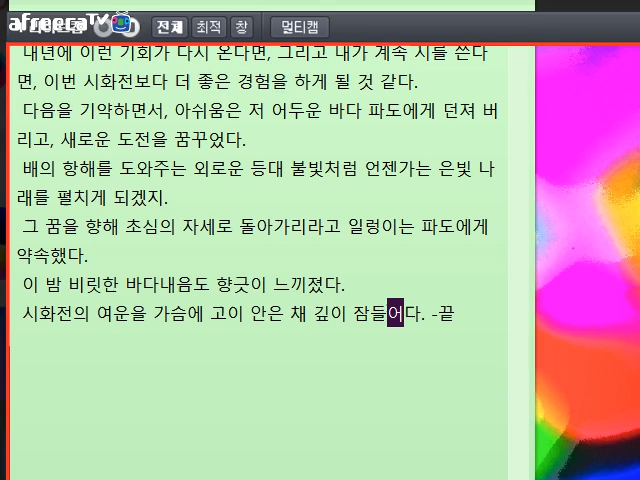 afreecaTV
전체 최적 창 멀티캠
내년에 이런 기회가 다시 온다면, 그리고 내가 계속 시를 쓴다
면, 이번 시화전보다 더 좋은 경험을 하게 될 것 같다.
다음을 기약하면서, 아쉬움은 저 어두운 바다 파도에게 던져 버
리고, 새로운 도전을 꿈꾸었다.
배의 항해를 도와주는 외로운 등대 불빛처럼 언젠가는 은빛 나
래를 펼치게 되겠지.
그 꿈을 향해 초심의 자세로 돌아가리라고 일렁이는 파도에게
약속했다.
이 밤 비릿한 바다내음도 향긋이 느끼졌다.
시화전의 여운을 가슴에 고이 안은 채 깊이 잠들어다. -끝